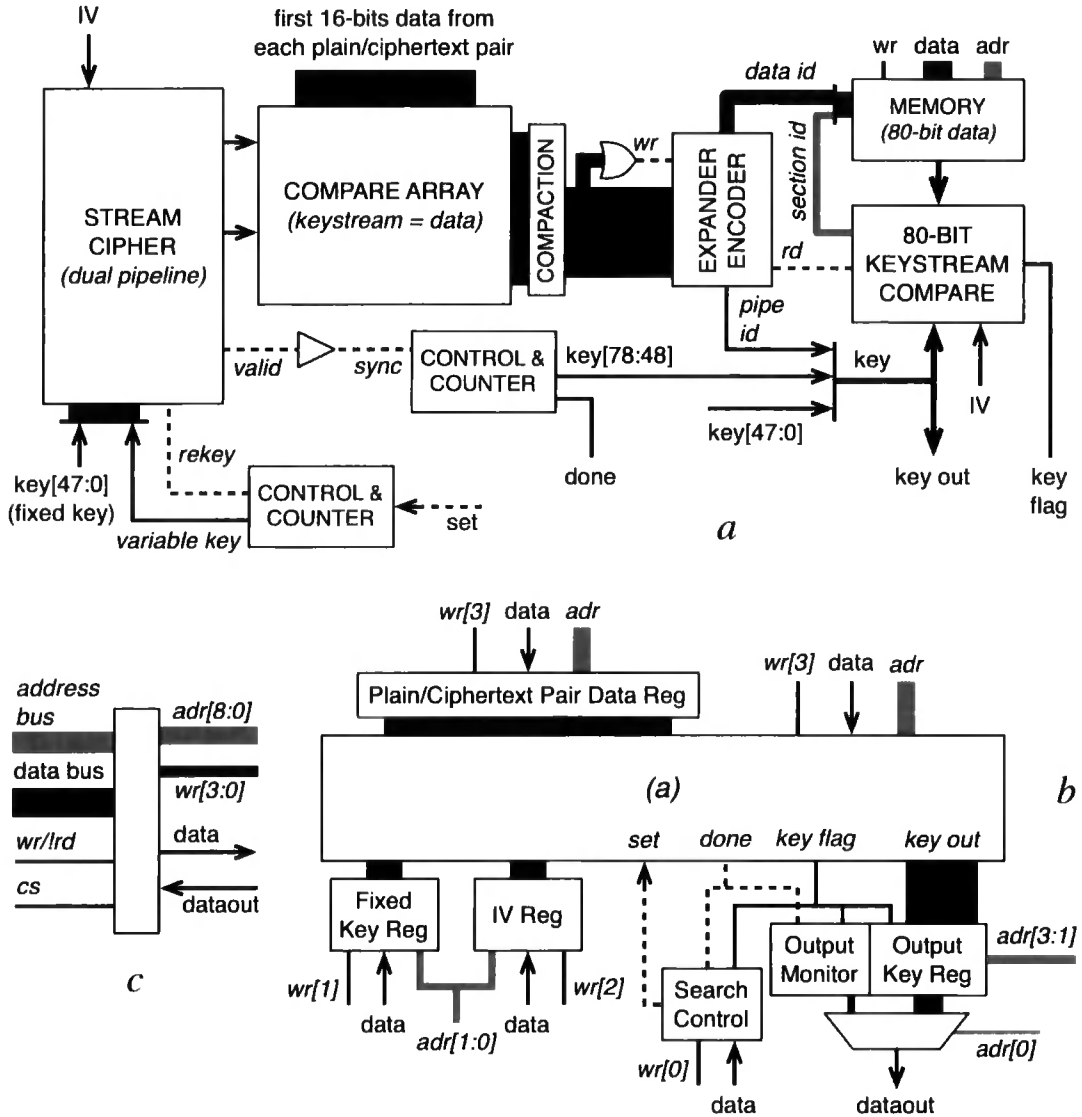 IV
first 16-bits data from
each plain/ciphertext pair
wr
data
adr
data id
MEMORY
(80-bit data)
section id
wr
STREAM
CIPHER
(dual pipeline)
COMPARE ARRAY
(keystream = data)
COMPACTION
EXPANDER
ENCODER
rd
80-BIT
KEYSTREAM
COMPARE
pipe
id
valid
sync
CONTROL &
COUNTER
key[78:48]
key
key[47:0]
IV
done
key out
key
flag
rekey
key[47:0]
(fixed key)
variable key
CONTROL &
COUNTER
set
a
wr[3]
data
adr
Plain/Ciphertext Pair Data Reg
wr[3]
data
adr
address
bus
adr[8:0]
data bus
wr[3:0]
wr/!rd
data
cs
dataout
c
(a)
b
set
done
key flag
key out
Fixed
Key Reg
IV Reg
Output
Monitor
Output
Key Reg
adr[3:1]
wr[1]
data
adr[1:0]
data
wr[2]
Search
Control
wr[0]
data
adr[0]
dataout